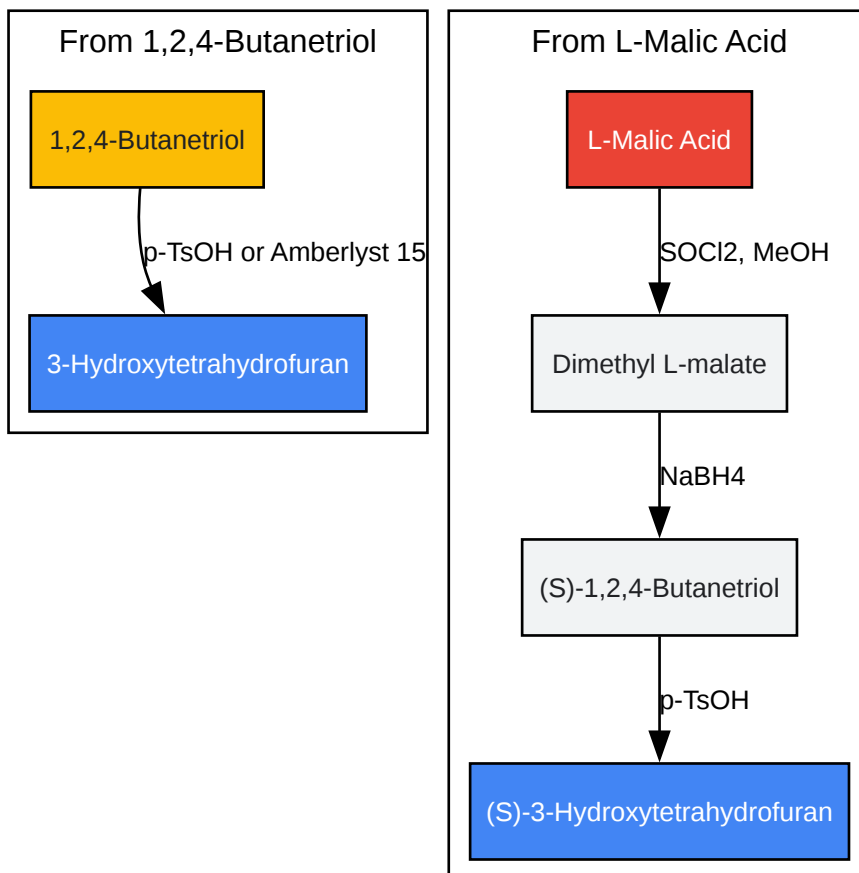 From 1,2,4-Butanetriol
1,2,4-Butanetriol
p-TsOH or Amberlyst 15
3-Hydroxytetrahydrofuran
From L-Malic Acid
L-Malic Acid
SOCl2, MeOH
Dimethyl L-malate
NaBH4
(S)-1,2,4-Butanetriol
p-TsOH
(S)-3-Hydroxytetrahydrofuran